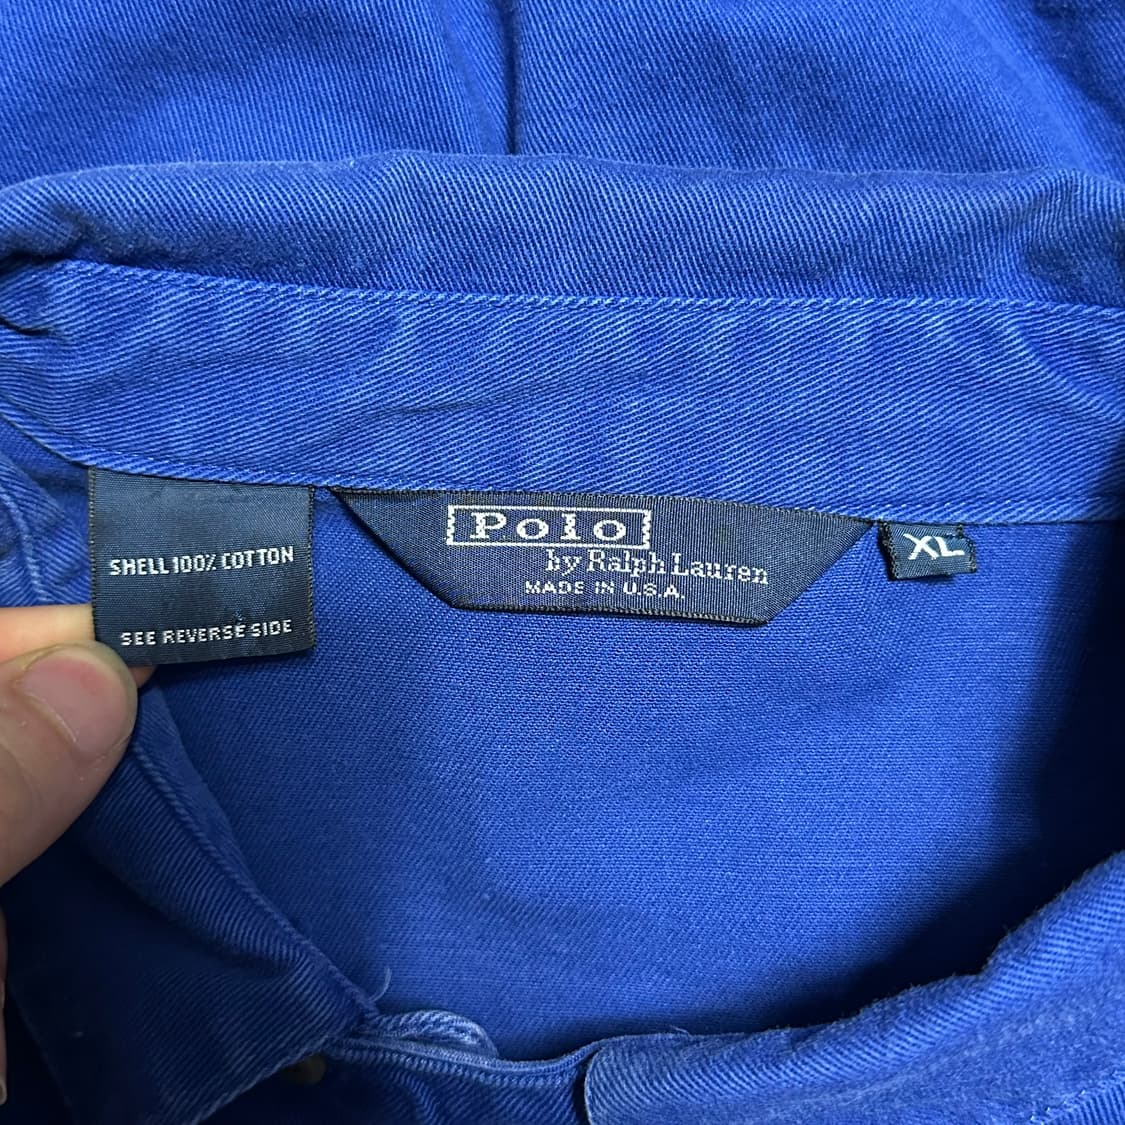 SHELL 100% COTTON
SEE REVERSE SIDE
Polo
by Ralph Lauren
MADE IN U.S.A.
XL